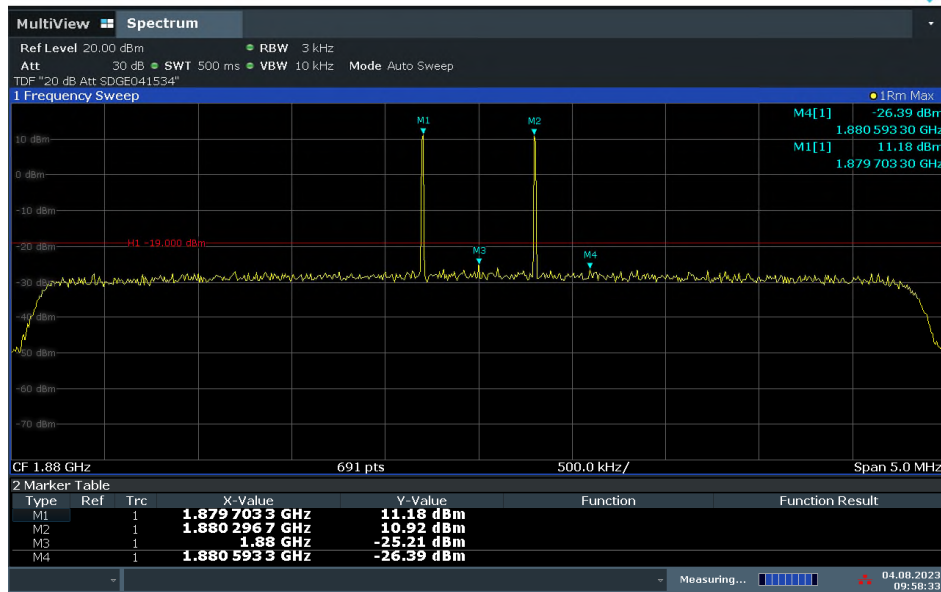 MultiView Spectrum
Ref Level 20.00 dBm RBW 3 kHz
Att 30 dB SWT 500 ms VBW 10 kHz Mode Auto Sweep
TDF "20 dB Att SDGE041534"
1 Frequency Sweep 1Rm Max
M4[1] -26.39 dBm
1.880 593 30 GHz
M1[1] 11.18 dBm
1.879 703 30 GHz
M1 M2
10 dBm
0 dBm
-10 dBm
H1 -19.000 dBm
-20 dBm
M3 M4
-30 dBm
-40 dBm
-50 dBm
-60 dBm
-70 dBm
CF 1.88 GHz 691 pts 500.0 kHz/ Span 5.0 MHz
2 Marker Table
Type Ref Trc X-Value Y-Value Function Function Result
M1 1 1.879 703 3 GHz 11.18 dBm
M2 1 1.880 296 7 GHz 10.92 dBm
M3 1 1.88 GHz -25.21 dBm
M4 1 1.880 593 3 GHz -26.39 dBm
Measuring... 04.08.2023
09:58:33